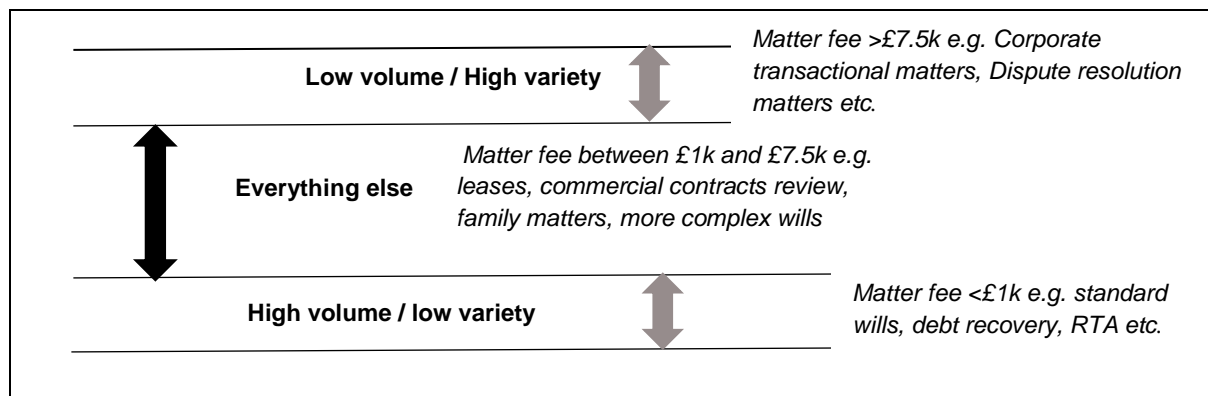 Low volume / High variety
Matter fee >£7.5k e.g. Corporate
transactional matters, Dispute resolution
matters etc.
Everything else
Matter fee between £1k and £7.5k e.g.
leases, commercial contracts review,
family matters, more complex wills
High volume / low variety
Matter fee <£1k e.g. standard
wills, debt recovery, RTA etc.